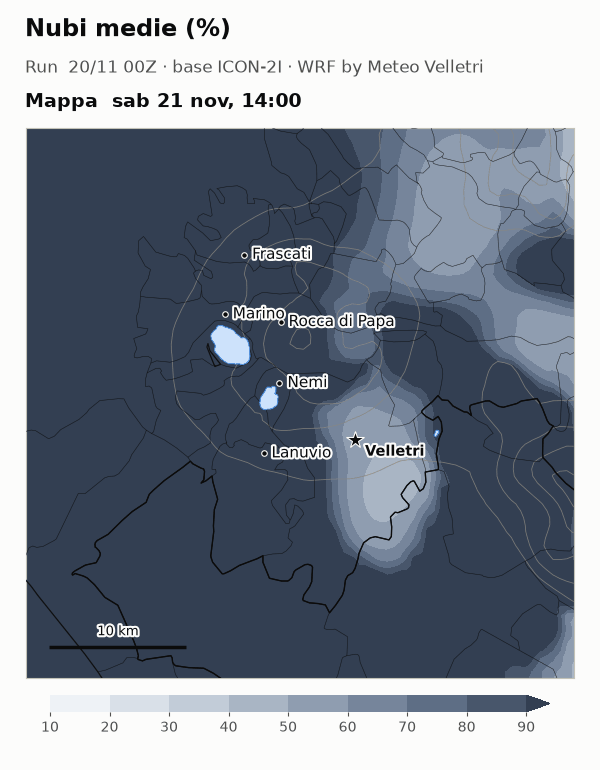 Nubi medie (%)
Run  20/11 00Z · base ICON-2I · WRF by Meteo Velletri
Mappa  sab 21 nov, 14:00
Frascati
Marino
Rocca di Papa
Nemi
Lanuvio
Velletri
10 km
10 20 30 40 50 60 70 80 90